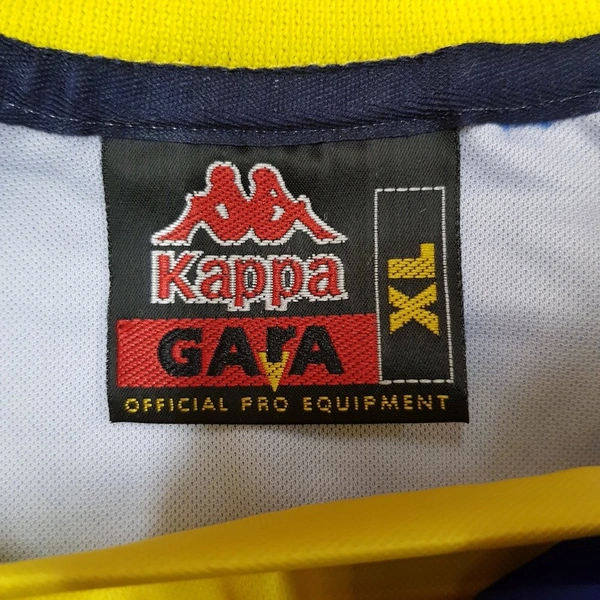 Kappa
GArA
XL
OFFICIAL PRO EQUIPMENT